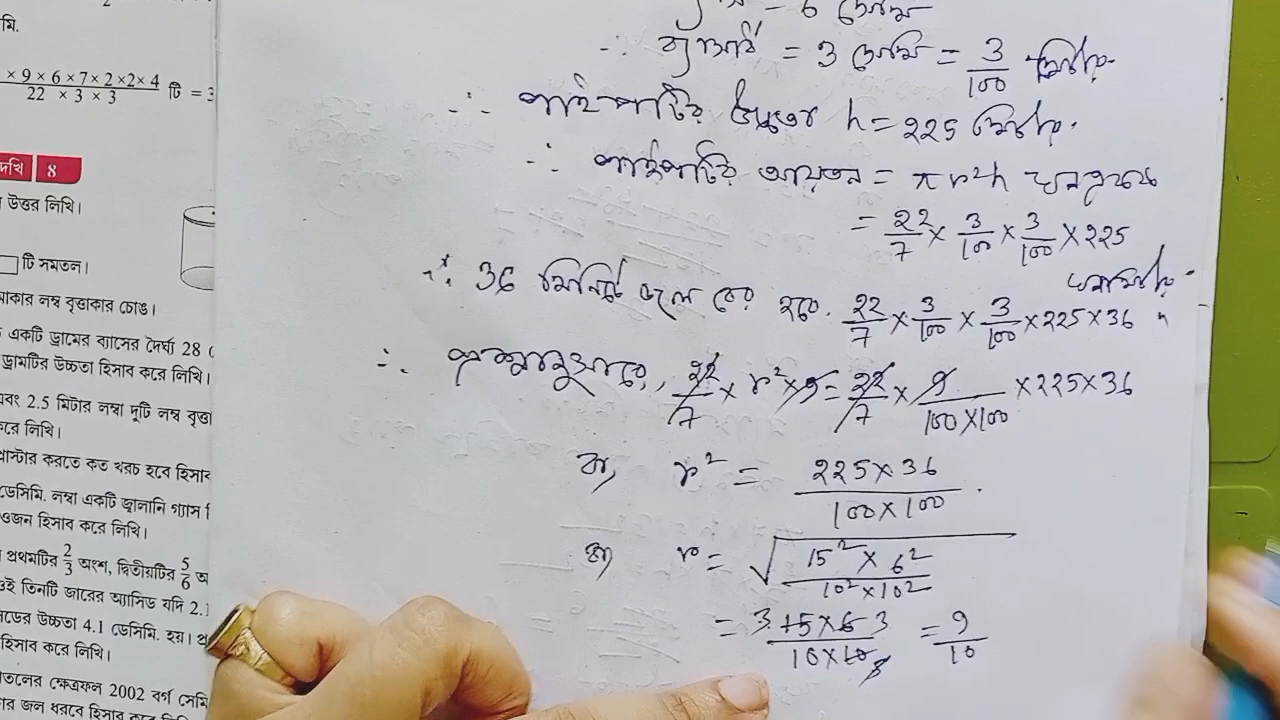 মি.
× 9 × 6 × 7 × 2 × 2 × 4 / 22 × 3 × 3 টি = 3
দেখি 8
উত্তর লিখি।
টি সমতল।
আকার লম্ব বৃত্তাকার চোঙ।
একটি ড্রামের ব্যাসের দৈর্ঘ্য 28
ড্রামটির উচ্চতা হিসাব করে লিখি।
এবং 2.5 মিটার লম্বা দুটি লম্ব বৃত্তা
করে লিখি।
প্লাস্টার করতে কত খরচ হবে হিসাব
ডেসিমি. লম্বা একটি জ্বালানি গ্যাস
ওজন হিসাব করে লিখি।
প্রথমটির 2/3 অংশ, দ্বিতীয়টির 5/6 অ
ওই তিনটি জারের অ্যাসিড যদি 2.1
উচ্চতা 4.1 ডেসিমি. হয়।
হিসাব করে লিখি।
তলের ক্ষেত্রফল 2002 বর্গ সেমি
জল ধরবে হিসাব
= 6 সেমি
∴ ব্যাসার্ধ = 3 সেমি = 3/100 মিটার
∴ পাইপটির উচ্চতা h = 225 মিটার
∴ পাইপটির আয়তন = πr²h ঘনএকক
= 22/7 × 3/100 × 3/100 × 225
ঘনমিটার
∴ 36 মিনিটে জল বের হবে 22/7 × 3/100 × 3/100 × 225 × 36 "
∴ প্রশ্নানুসারে, 22/7 × r² × 9 = 22/7 × 9/100×100 × 225 × 36
বা, r² = 225 × 36 / 100 × 100
বা, r = √15² × 6² / 10² × 10²
= 3 15 × 6 3 / 10 × 10 = 9/10